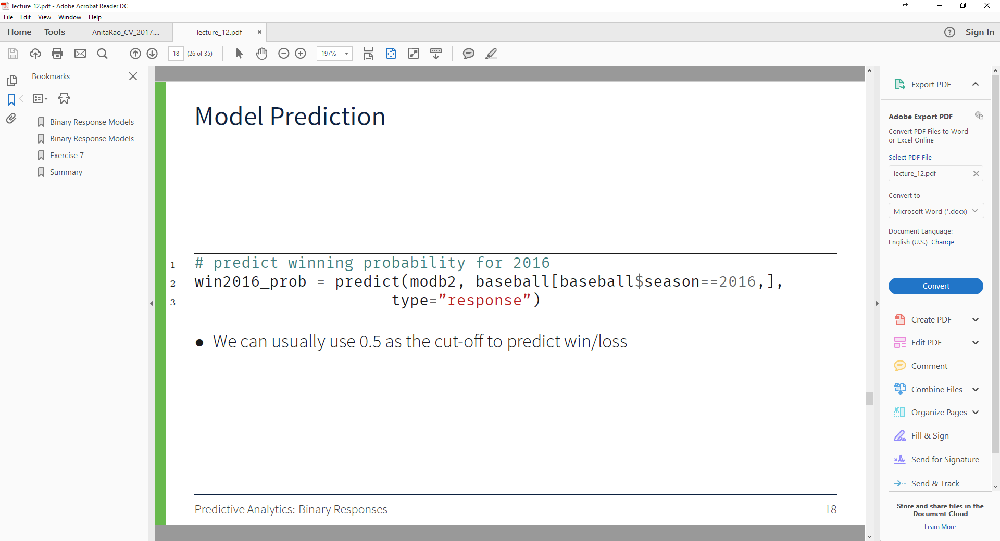 lecture_12.pdf - Adobe Acrobat Reader DC
File Edit View Window Help
Home Tools AnitaRao_CV_2017.... lecture_12.pdf Sign In
18 (26 of 35) 197%
Bookmarks
Binary Response Models
Binary Response Models
Exercise 7
Summary
Model Prediction
1 # predict winning probability for 2016
2 win2016_prob = predict(modb2, baseball[baseball$season==2016,],
3 type=”response”)
● We can usually use 0.5 as the cut-off to predict win/loss
Predictive Analytics: Binary Responses 18
Export PDF
Adobe Export PDF
Convert PDF Files to Word
or Excel Online
Select PDF File
lecture_12.pdf
Convert to
Microsoft Word (*.docx)
Document Language:
English (U.S.) Change
Convert
Create PDF
Edit PDF
Comment
Combine Files
Organize Pages
Fill & Sign
Send for Signature
Send & Track
Store and share files in the
Document Cloud
Learn More